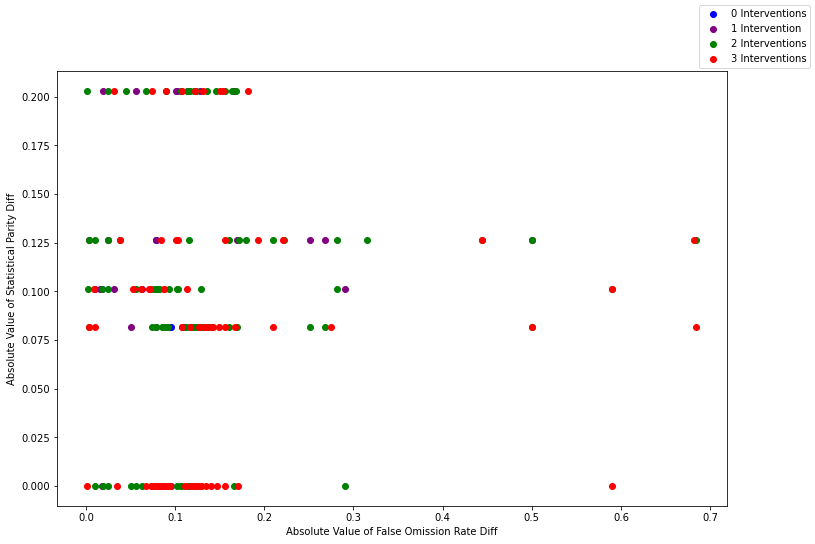 0 Interventions
1 Intervention
2 Interventions
3 Interventions
0.200
0.175
0.150
0.125
0.100
0.075
0.050
0.025
0.000
Absolute Value of Statistical Parity Diff
0.0 0.1 0.2 0.3 0.4 0.5 0.6 0.7
Absolute Value of False Omission Rate Diff